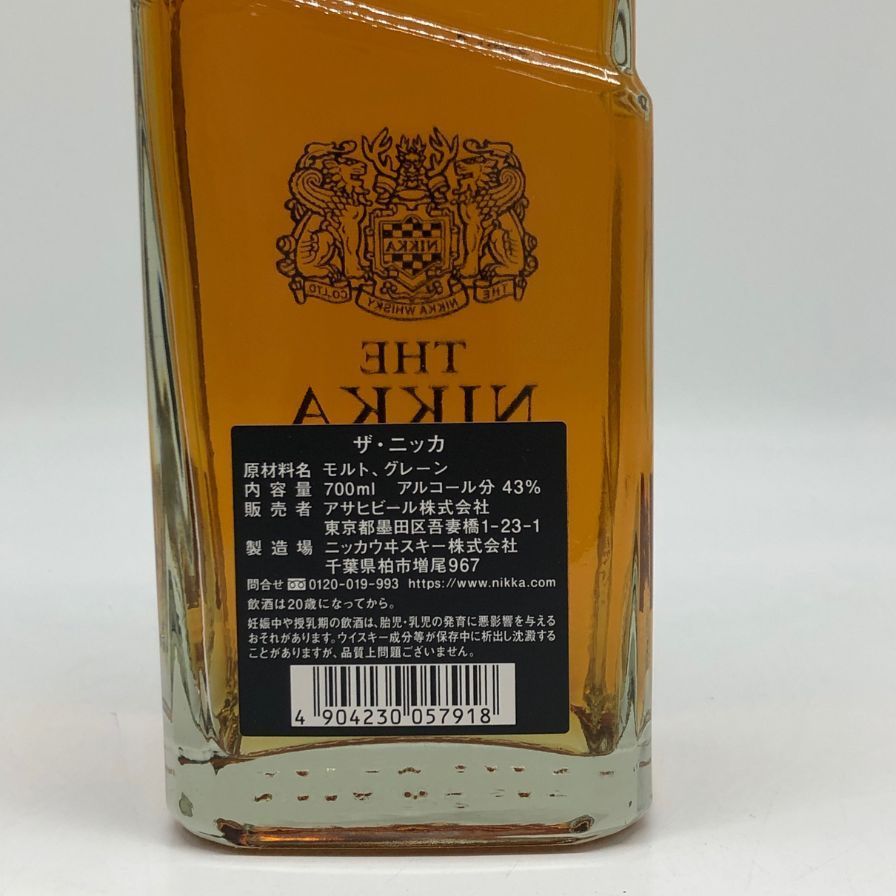 NIKKA
THE NIKKA WHISKY CO.,LTD
THE
NIKKA
ザ・ニッカ
原材料名 モルト、グレーン
内容量 700ml アルコール分 43%
販売者 アサヒビール株式会社
東京都墨田区吾妻橋1-23-1
製造場 ニッカウヰスキー株式会社
千葉県柏市増尾967
問合せ 0120-019-993 https://www.nikka.com
飲酒は20歳になってから。
妊娠中や授乳期の飲酒は、胎児・乳児の発育に悪影響を与える
おそれがあります。ウイスキー成分等が保存中に析出し沈澱する
ことがありますが、品質上問題ございません。
4 904230 057918